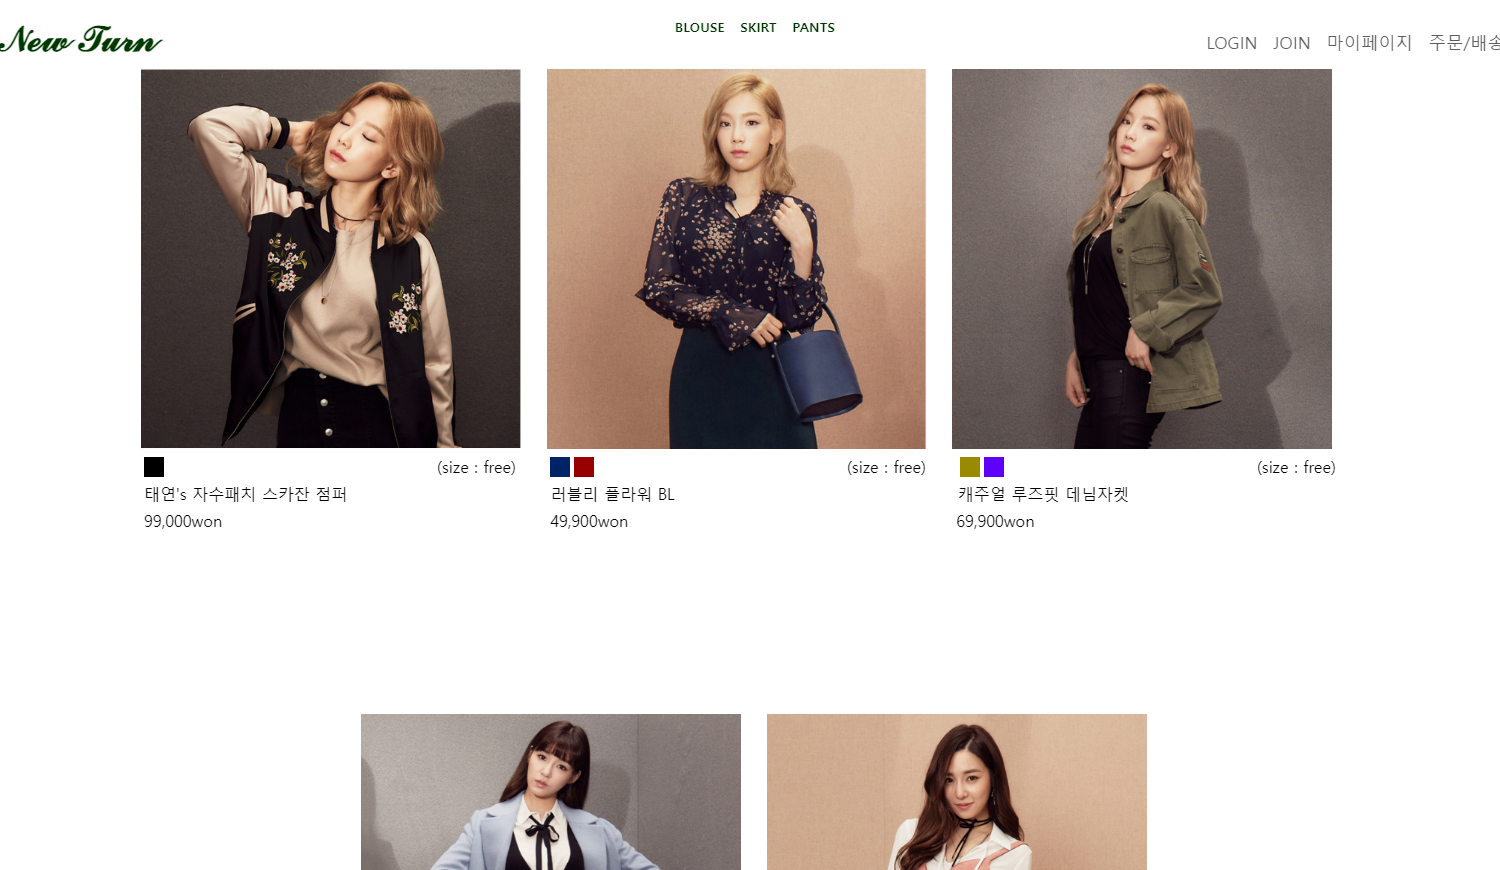 New Turn
BLOUSE SKIRT PANTS
LOGIN JOIN 마이페이지 주문/배송
(size : free)
태연's 자수패치 스카잔 점퍼
99,000won
(size : free)
러블리 플라워 BL
49,900won
(size : free)
캐주얼 루즈핏 데님자켓
69,900won